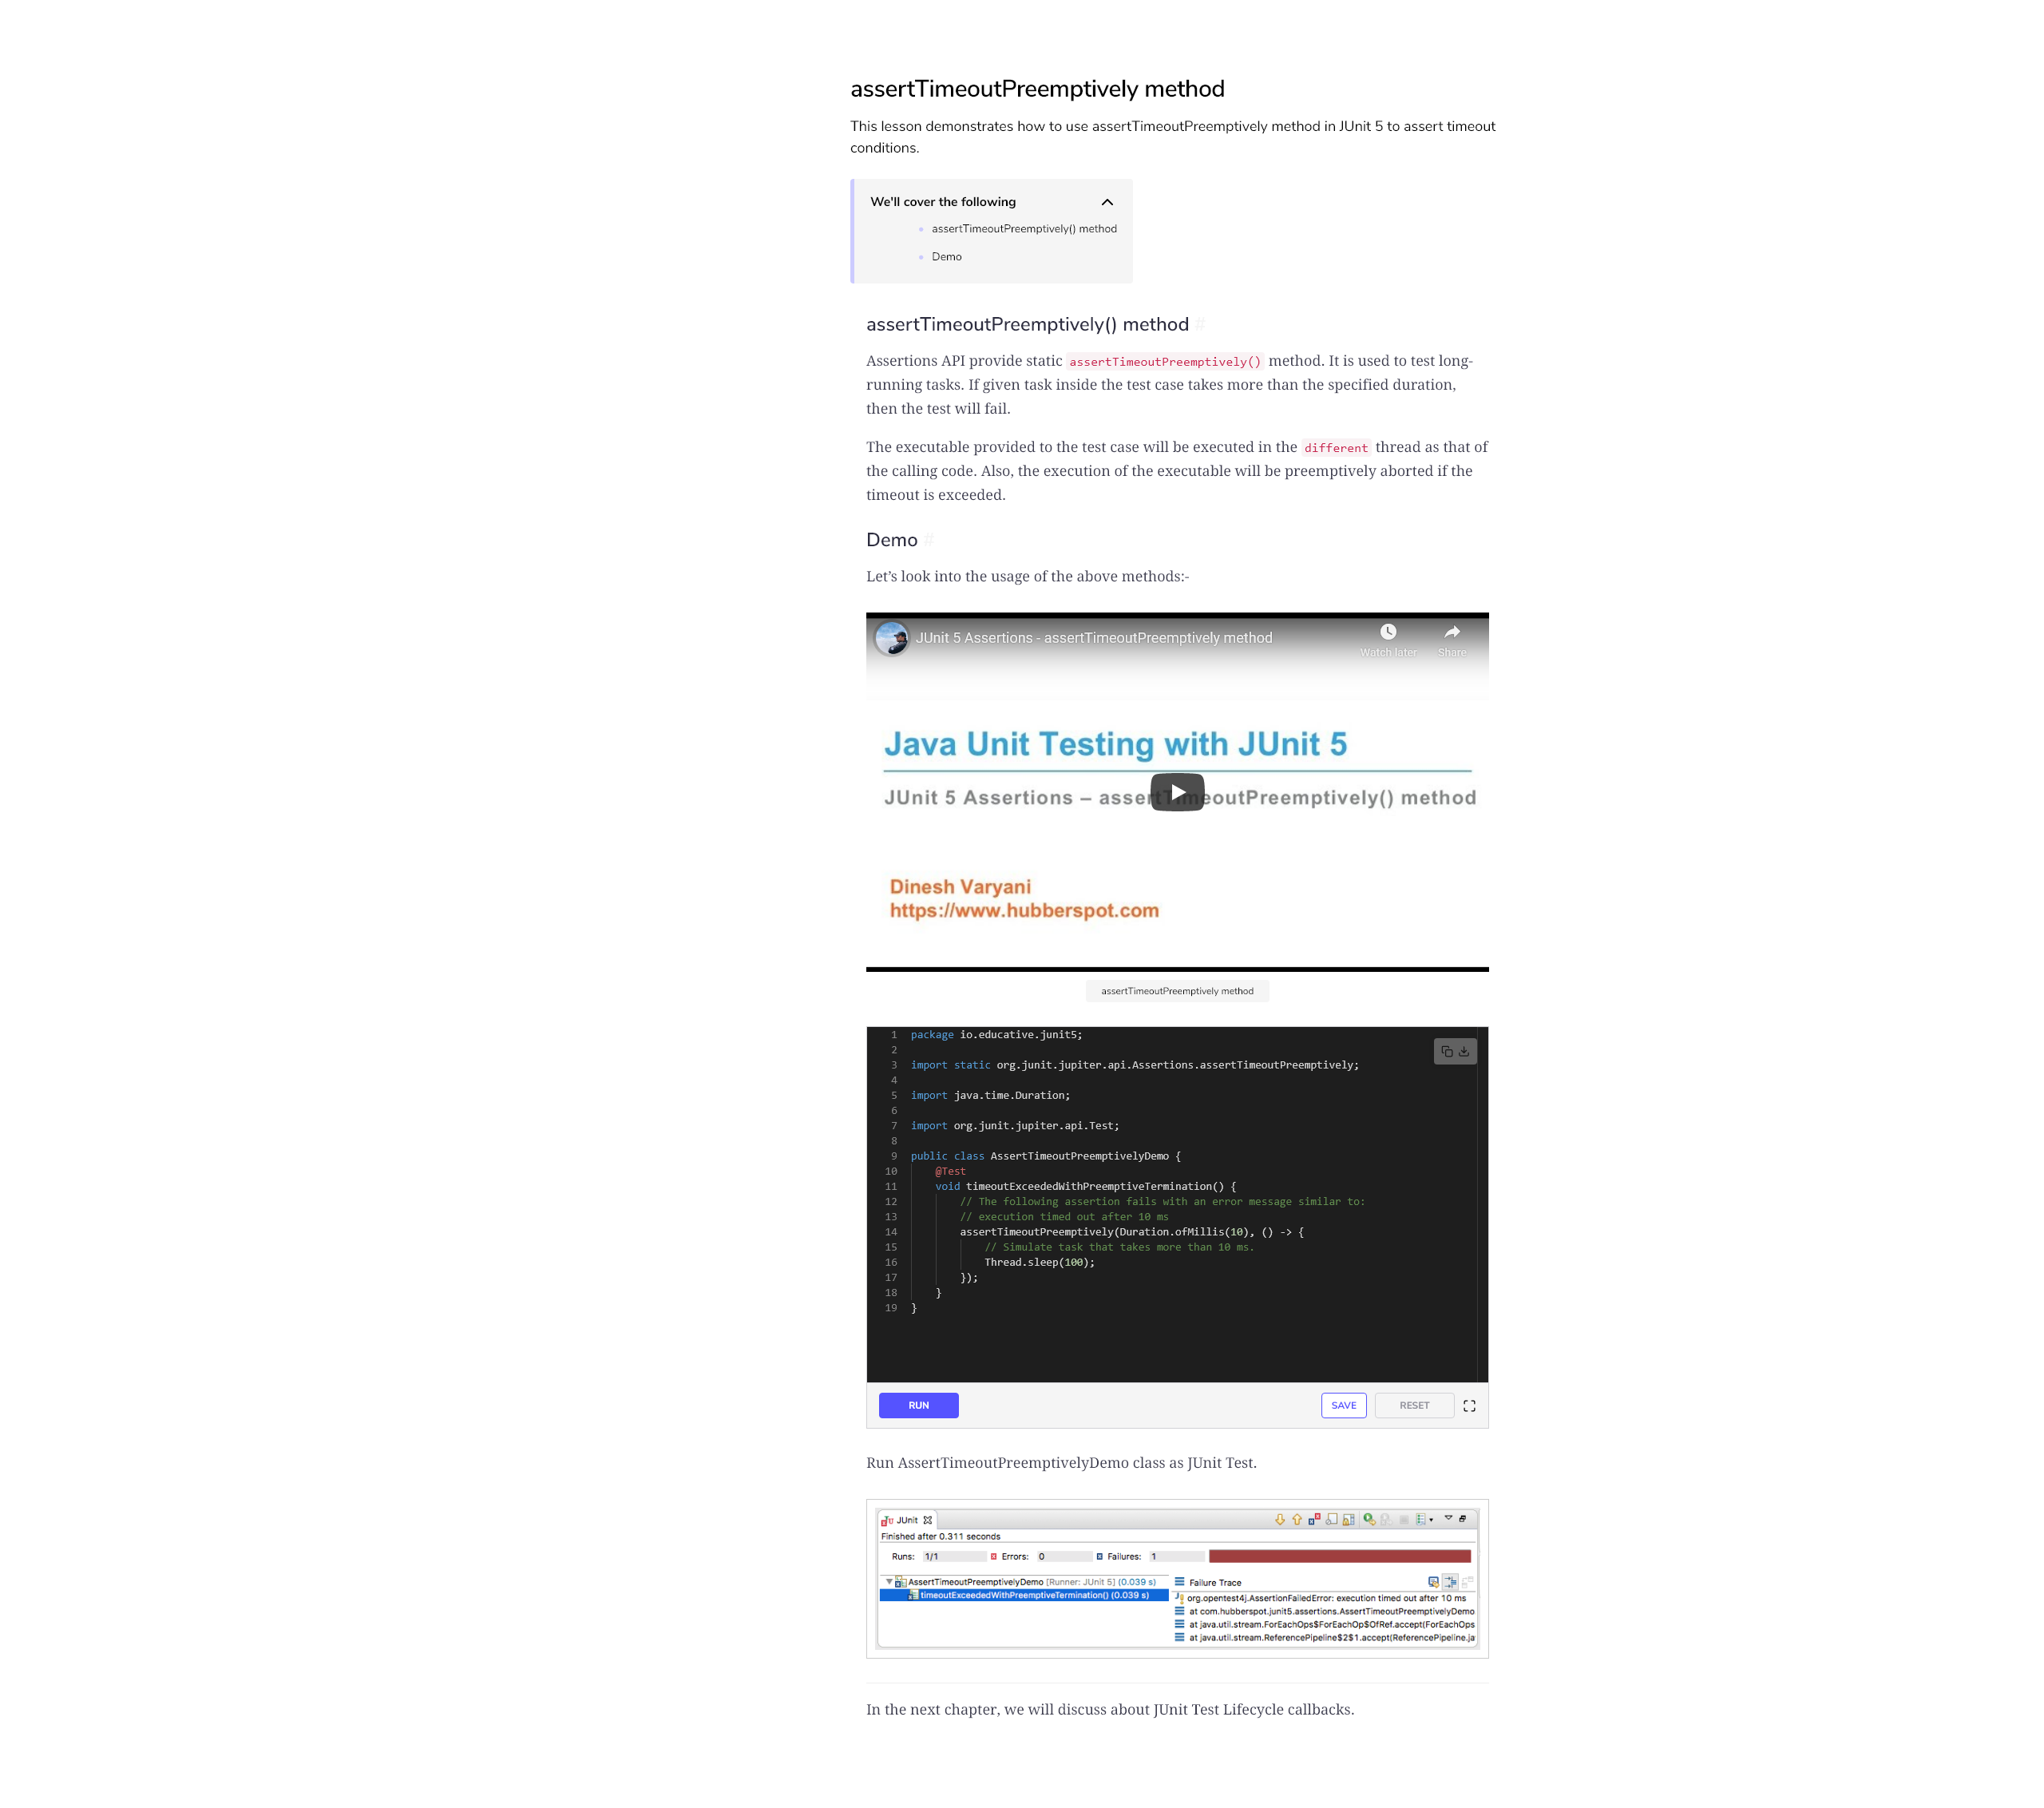 assertTimeoutPreemptively method
This lesson demonstrates how to use assertTimeoutPreemptively method in JUnit 5 to assert timeout
conditions.
We'll cover the following
assertTimeoutPreemptively() method
Demo
assertTimeoutPreemptively() method #
Assertions API provide static assertTimeoutPreemptively() method. It is used to test long-
running tasks. If given task inside the test case takes more than the specified duration,
then the test will fail.
The executable provided to the test case will be executed in the different thread as that of
the calling code. Also, the execution of the executable will be preemptively aborted if the
timeout is exceeded.
Demo #
Let’s look into the usage of the above methods:-
JUnit 5 Assertions - assertTimeoutPreemptively method
Watch later
Share
Java Unit Testing with JUnit 5
JUnit 5 Assertions – assertTimeoutPreemptively() method
Dinesh Varyani
https://www.hubberspot.com
assertTimeoutPreemptively method
1 package io.educative.junit5;
2
3 import static org.junit.jupiter.api.Assertions.assertTimeoutPreemptively;
4
5 import java.time.Duration;
6
7 import org.junit.jupiter.api.Test;
8
9 public class AssertTimeoutPreemptivelyDemo {
10     @Test
11     void timeoutExceededWithPreemptiveTermination() {
12         // The following assertion fails with an error message similar to:
13         // execution timed out after 10 ms
14         assertTimeoutPreemptively(Duration.ofMillis(10), () -> {
15             // Simulate task that takes more than 10 ms.
16             Thread.sleep(100);
17         });
18     }
19 }
RUN
SAVE
RESET
Run AssertTimeoutPreemptivelyDemo class as JUnit Test.
JUnit
Finished after 0.311 seconds
Runs: 1/1 Errors: 0 Failures: 1
AssertTimeoutPreemptivelyDemo [Runner: JUnit 5] (0.039 s)
timeoutExceededWithPreemptiveTermination() (0.039 s)
Failure Trace
org.opentest4j.AssertionFailedError: execution timed out after 10 ms
at com.hubberspot.junit5.assertions.AssertTimeoutPreemptivelyDemo
at java.util.stream.ForEachOps$ForEachOp$OfRef.accept(ForEachOps
at java.util.stream.ReferencePipeline$2$1.accept(ReferencePipeline.ja
In the next chapter, we will discuss about JUnit Test Lifecycle callbacks.